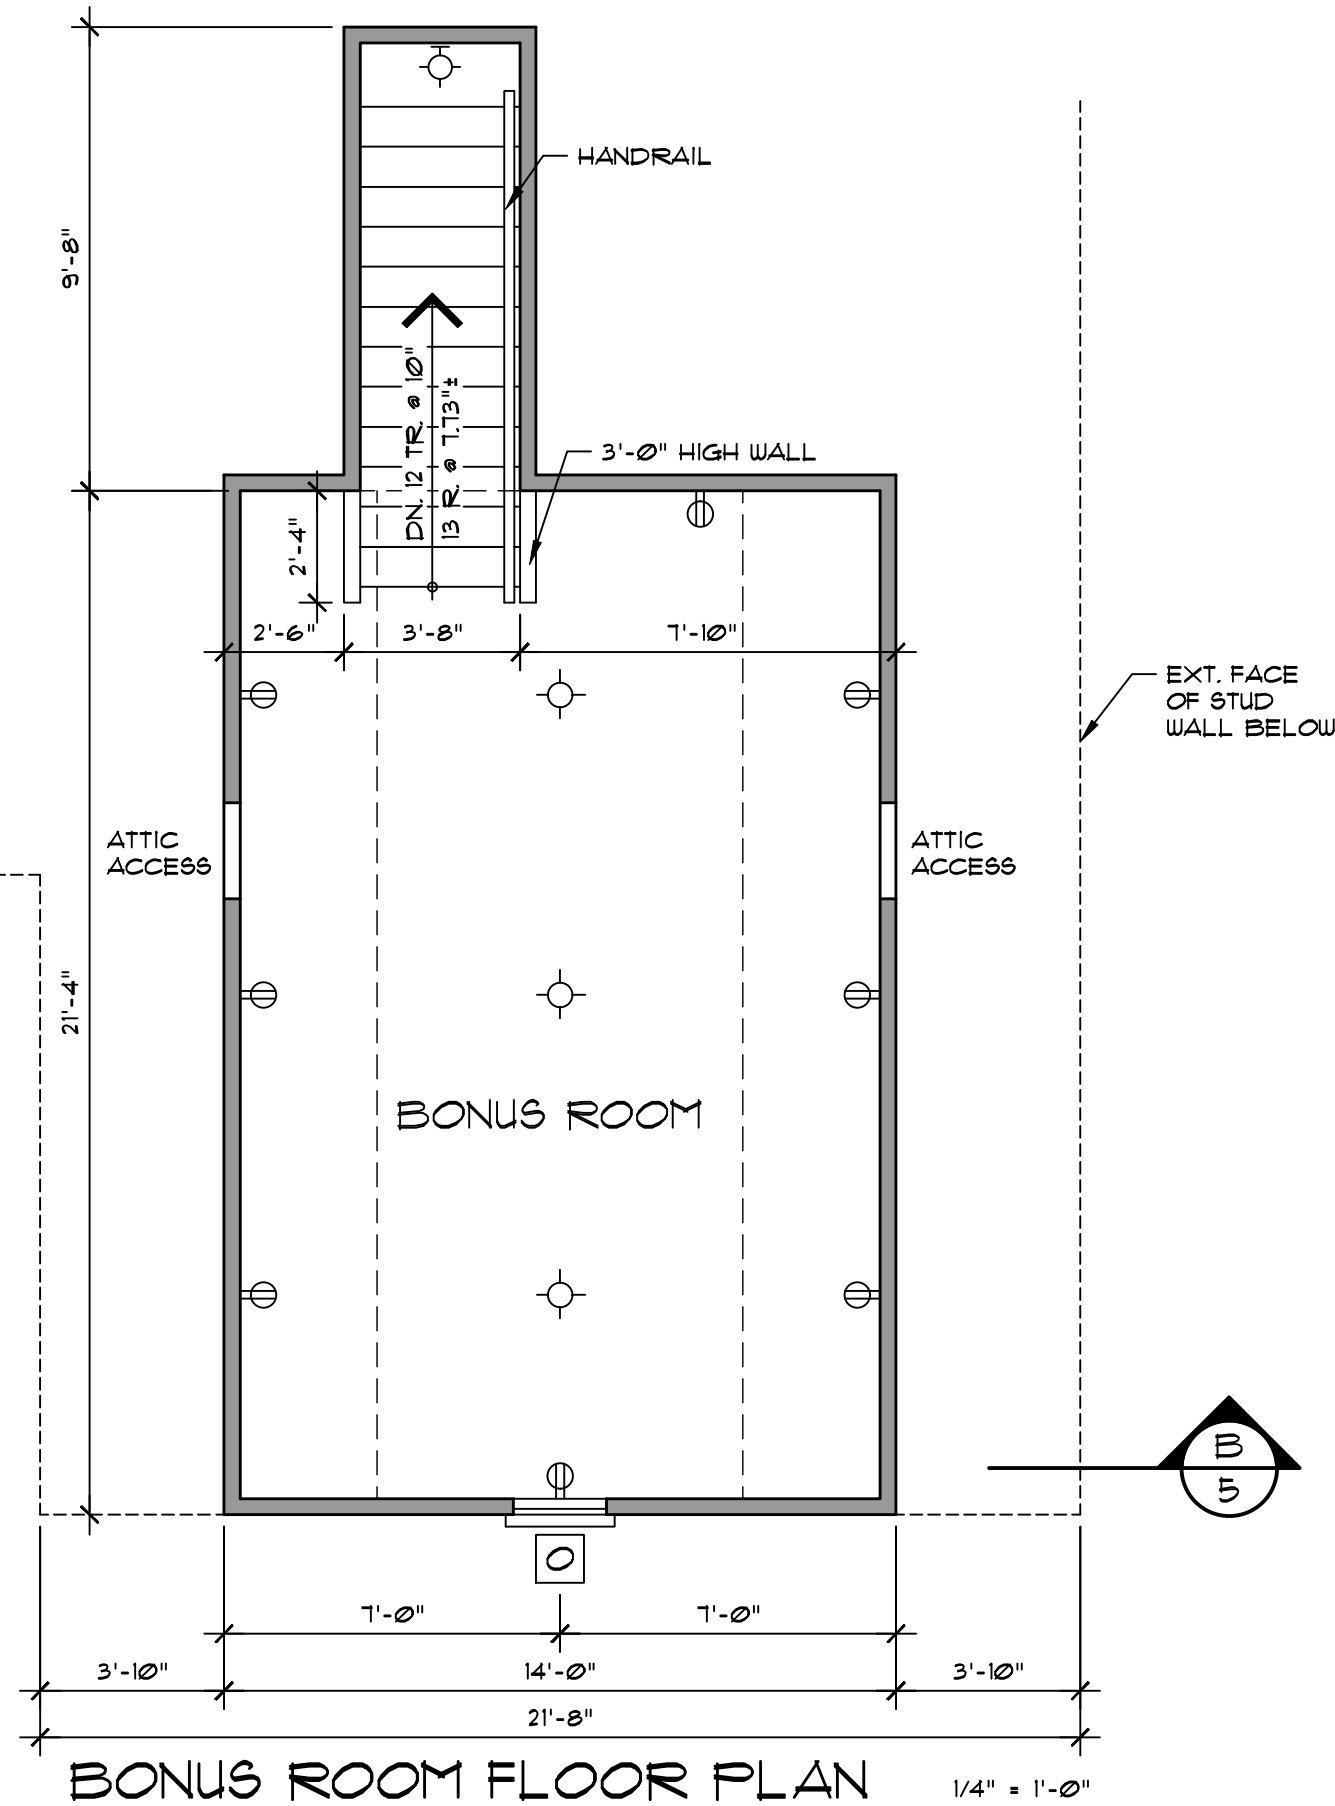 HANDRAIL
9'-8"
DN. 12 TR. @ 10"
13 R. @ 7.73"±
3'-0" HIGH WALL
2'-4"
2'-6"
3'-8"
7'-10"
EXT. FACE
OF STUD
WALL BELOW
ATTIC
ACCESS
ATTIC
ACCESS
21'-4"
BONUS ROOM
B
5
O
7'-0"
7'-0"
3'-10"
14'-0"
3'-10"
21'-8"
BONUS ROOM FLOOR PLAN
1/4" = 1'-0"